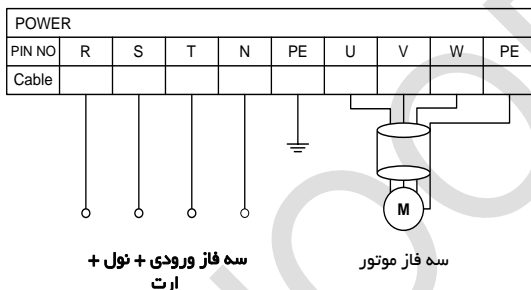 POWER
PIN NO R S T N PE U V W PE
Cable
M
سه فاز ورودی + نول +
ارت
سه فاز موتور